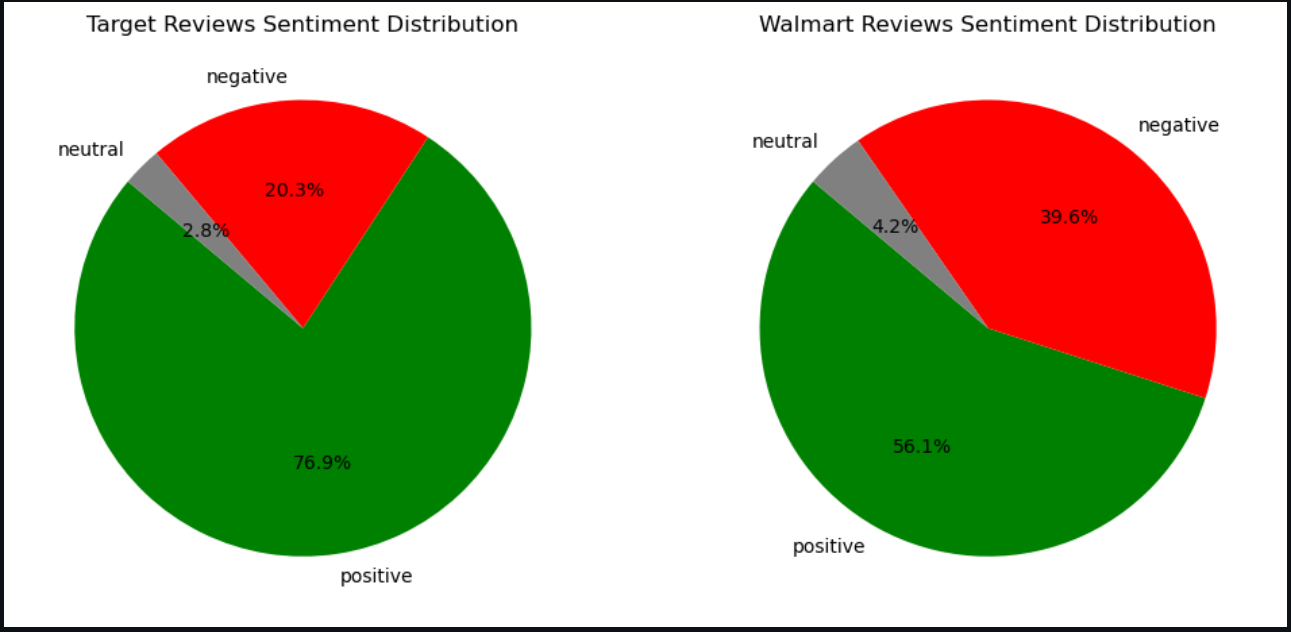 Target Reviews Sentiment Distribution
negative
neutral
20.3%
2.8%
76.9%
positive
Walmart Reviews Sentiment Distribution
negative
neutral
39.6%
4.2%
56.1%
positive